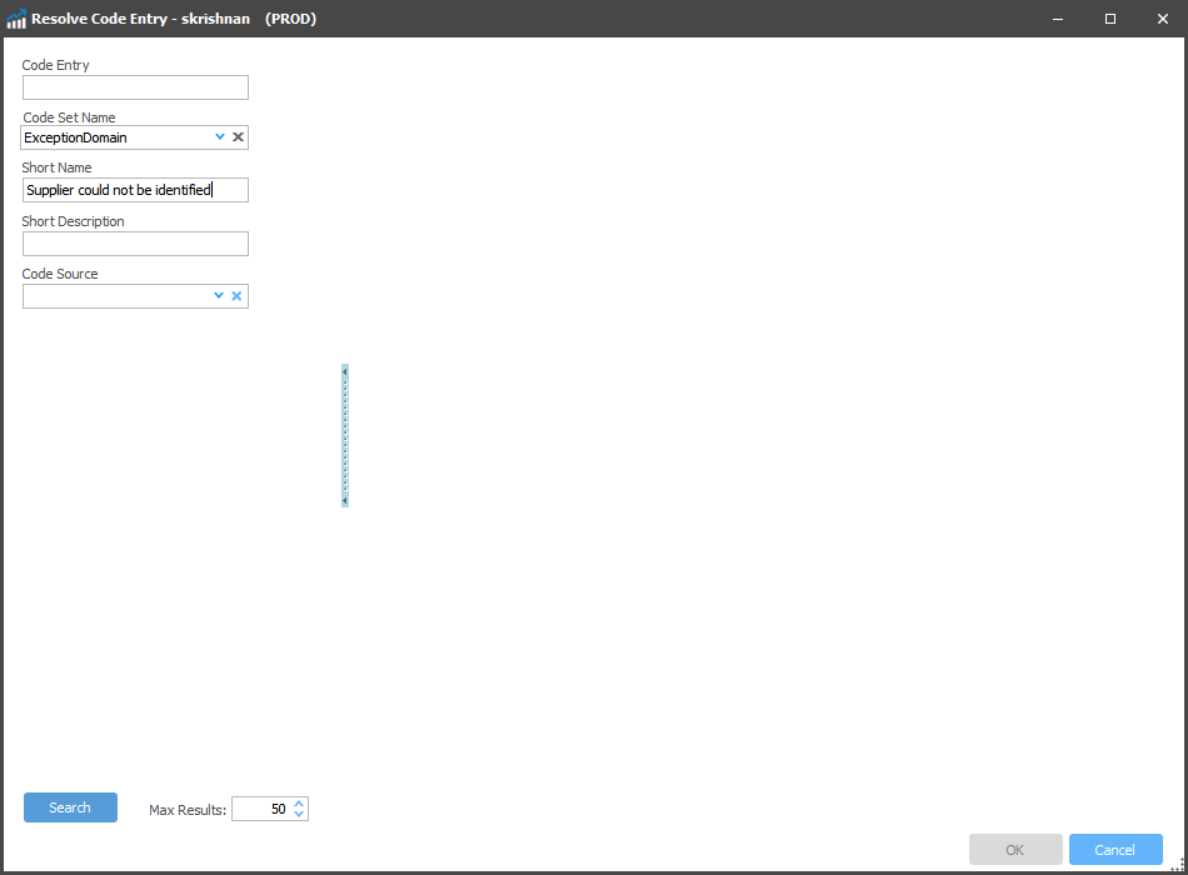 Resolve Code Entry - skrishnan (PROD)
Code Entry
Code Set Name
ExceptionDomain
Short Name
Supplier could not be identified
Short Description
Code Source
Search Max Results: 50
OK Cancel